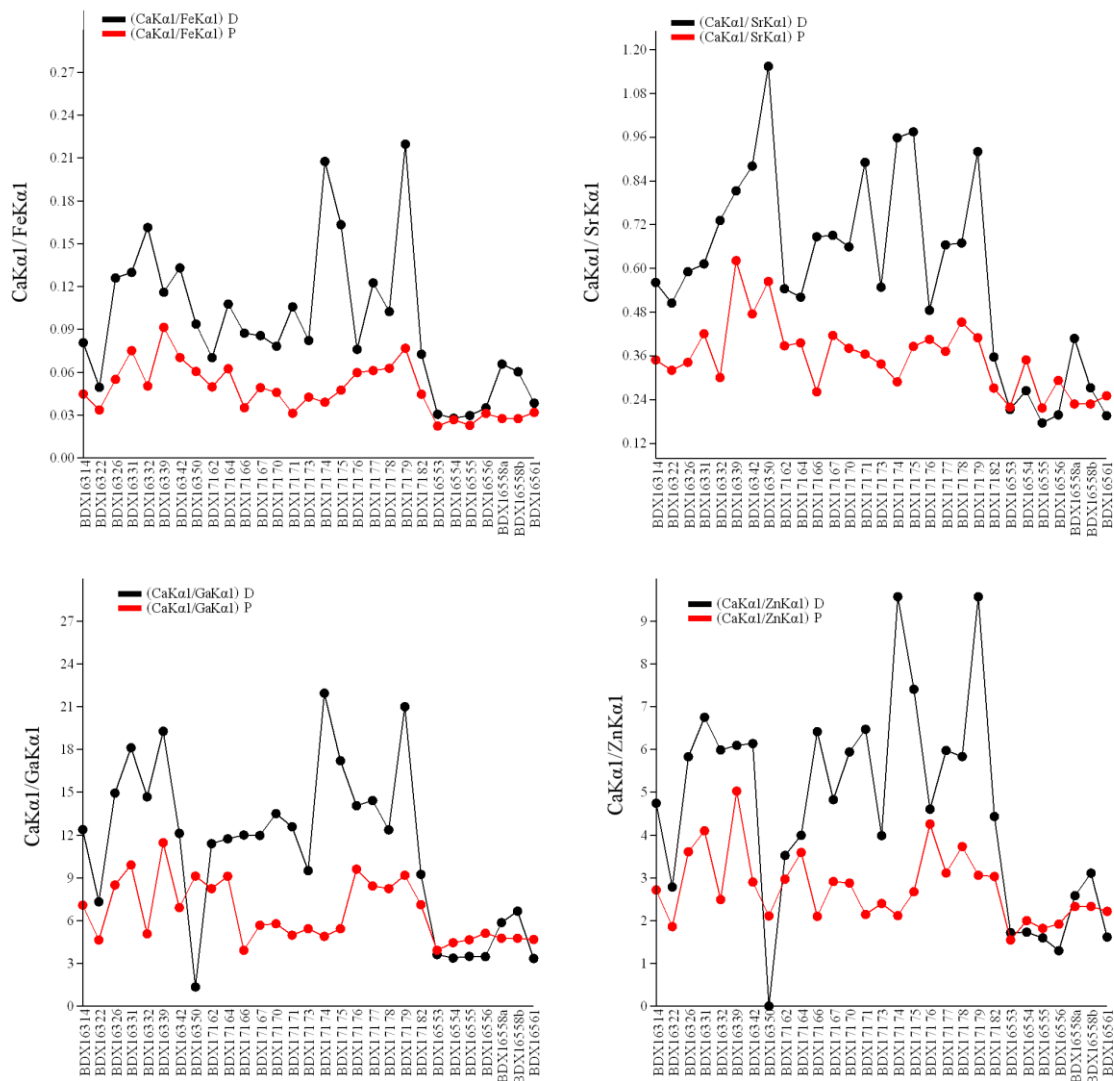 (CaKα1/FeKα1) D
(CaKα1/FeKα1) P
CaKα1/FeKα1
0.27
0.24
0.21
0.18
0.15
0.12
0.09
0.06
0.03
0.00
BDX16314
BDX16322
BDX16326
BDX16331
BDX16332
BDX16339
BDX16342
BDX16350
BDX17162
BDX17164
BDX17166
BDX17167
BDX17170
BDX17171
BDX17173
BDX17174
BDX17175
BDX17176
BDX17177
BDX17178
BDX17179
BDX17182
BDX16553
BDX16554
BDX16555
BDX16556
BDX16558a
BDX16558b
BDX16561
(CaKα1/SrKα1) D
(CaKα1/SrKα1) P
CaKα1/SrKα1
1.20
1.08
0.96
0.84
0.72
0.60
0.48
0.36
0.24
0.12
BDX16314
BDX16322
BDX16326
BDX16331
BDX16332
BDX16339
BDX16342
BDX16350
BDX17162
BDX17164
BDX17166
BDX17167
BDX17170
BDX17171
BDX17173
BDX17174
BDX17175
BDX17176
BDX17177
BDX17178
BDX17179
BDX17182
BDX16553
BDX16554
BDX16555
BDX16556
BDX16558a
BDX16558b
BDX16561
(CaKα1/GaKα1) D
(CaKα1/GaKα1) P
CaKα1/GaKα1
27
24
21
18
15
12
9
6
3
0
BDX16314
BDX16322
BDX16326
BDX16331
BDX16332
BDX16339
BDX16342
BDX16350
BDX17162
BDX17164
BDX17166
BDX17167
BDX17170
BDX17171
BDX17173
BDX17174
BDX17175
BDX17176
BDX17177
BDX17178
BDX17179
BDX17182
BDX16553
BDX16554
BDX16555
BDX16556
BDX16558a
BDX16558b
BDX16561
(CaKα1/ZnKα1) D
(CaKα1/ZnKα1) P
CaKα1/ZnKα1
9
8
7
6
5
4
3
2
1
0
BDX16314
BDX16322
BDX16326
BDX16331
BDX16332
BDX16339
BDX16342
BDX16350
BDX17162
BDX17164
BDX17166
BDX17167
BDX17170
BDX17171
BDX17173
BDX17174
BDX17175
BDX17176
BDX17177
BDX17178
BDX17179
BDX17182
BDX16553
BDX16554
BDX16555
BDX16556
BDX16558a
BDX16558b
BDX16561